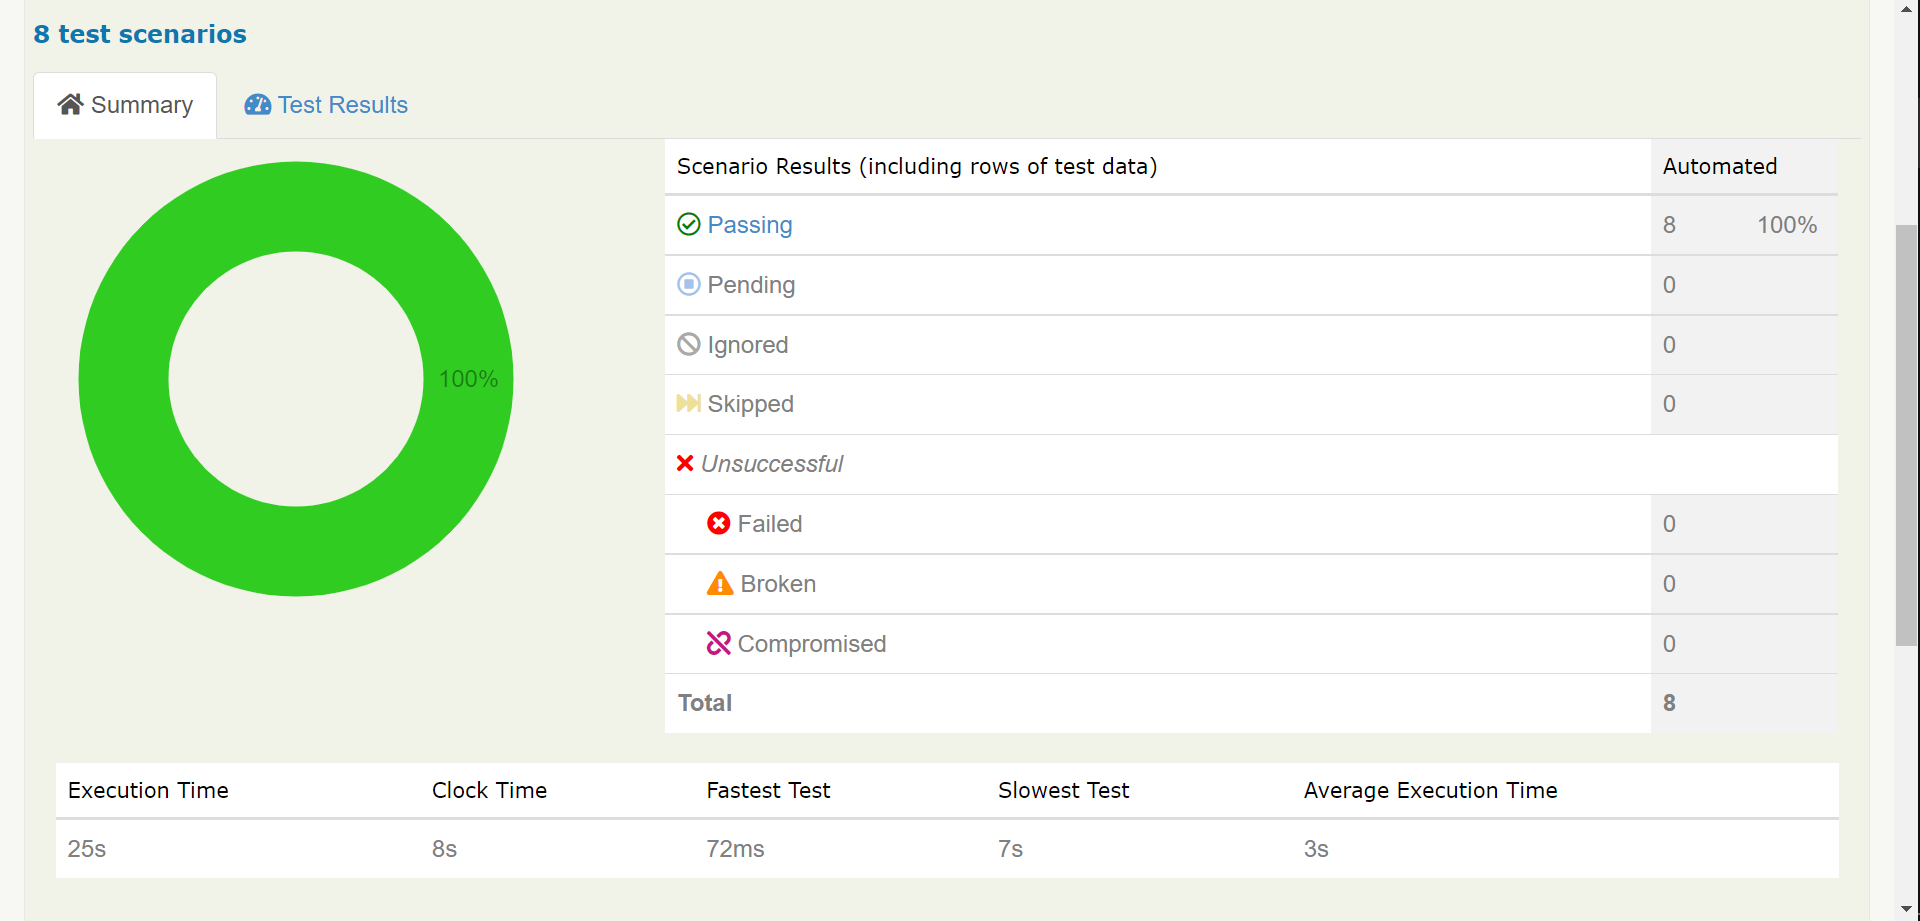 8 test scenarios
Summary Test Results
100%
Scenario Results (including rows of test data) Automated
Passing 8 100%
Pending 0
Ignored 0
Skipped 0
Unsuccessful
Failed 0
Broken 0
Compromised 0
Total 8
Execution Time Clock Time Fastest Test Slowest Test Average Execution Time
25s 8s 72ms 7s 3s